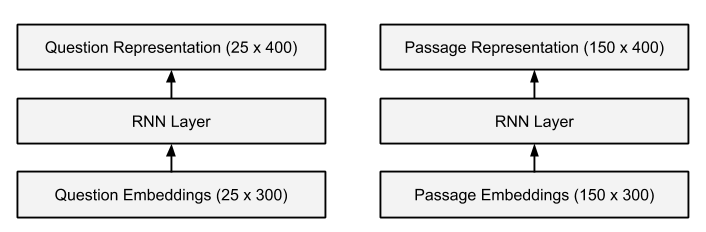 Question Representation (25 x 400)
RNN Layer
Question Embeddings (25 x 300)
Passage Representation (150 x 400)
RNN Layer
Passage Embeddings (150 x 300)